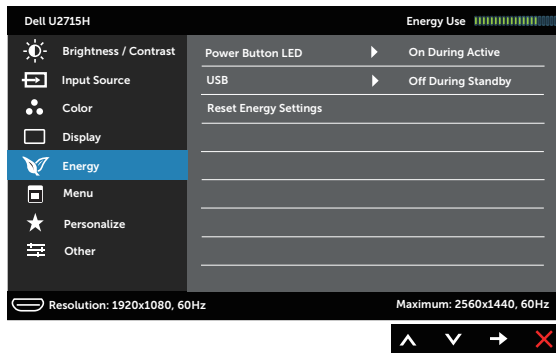 Dell U2715H Energy Use
Brightness / Contrast Power Button LED On During Active
Input Source USB Off During Standby
Color Reset Energy Settings
Display
Energy
Menu
Personalize
Other
Resolution: 1920x1080, 60Hz Maximum: 2560x1440, 60Hz